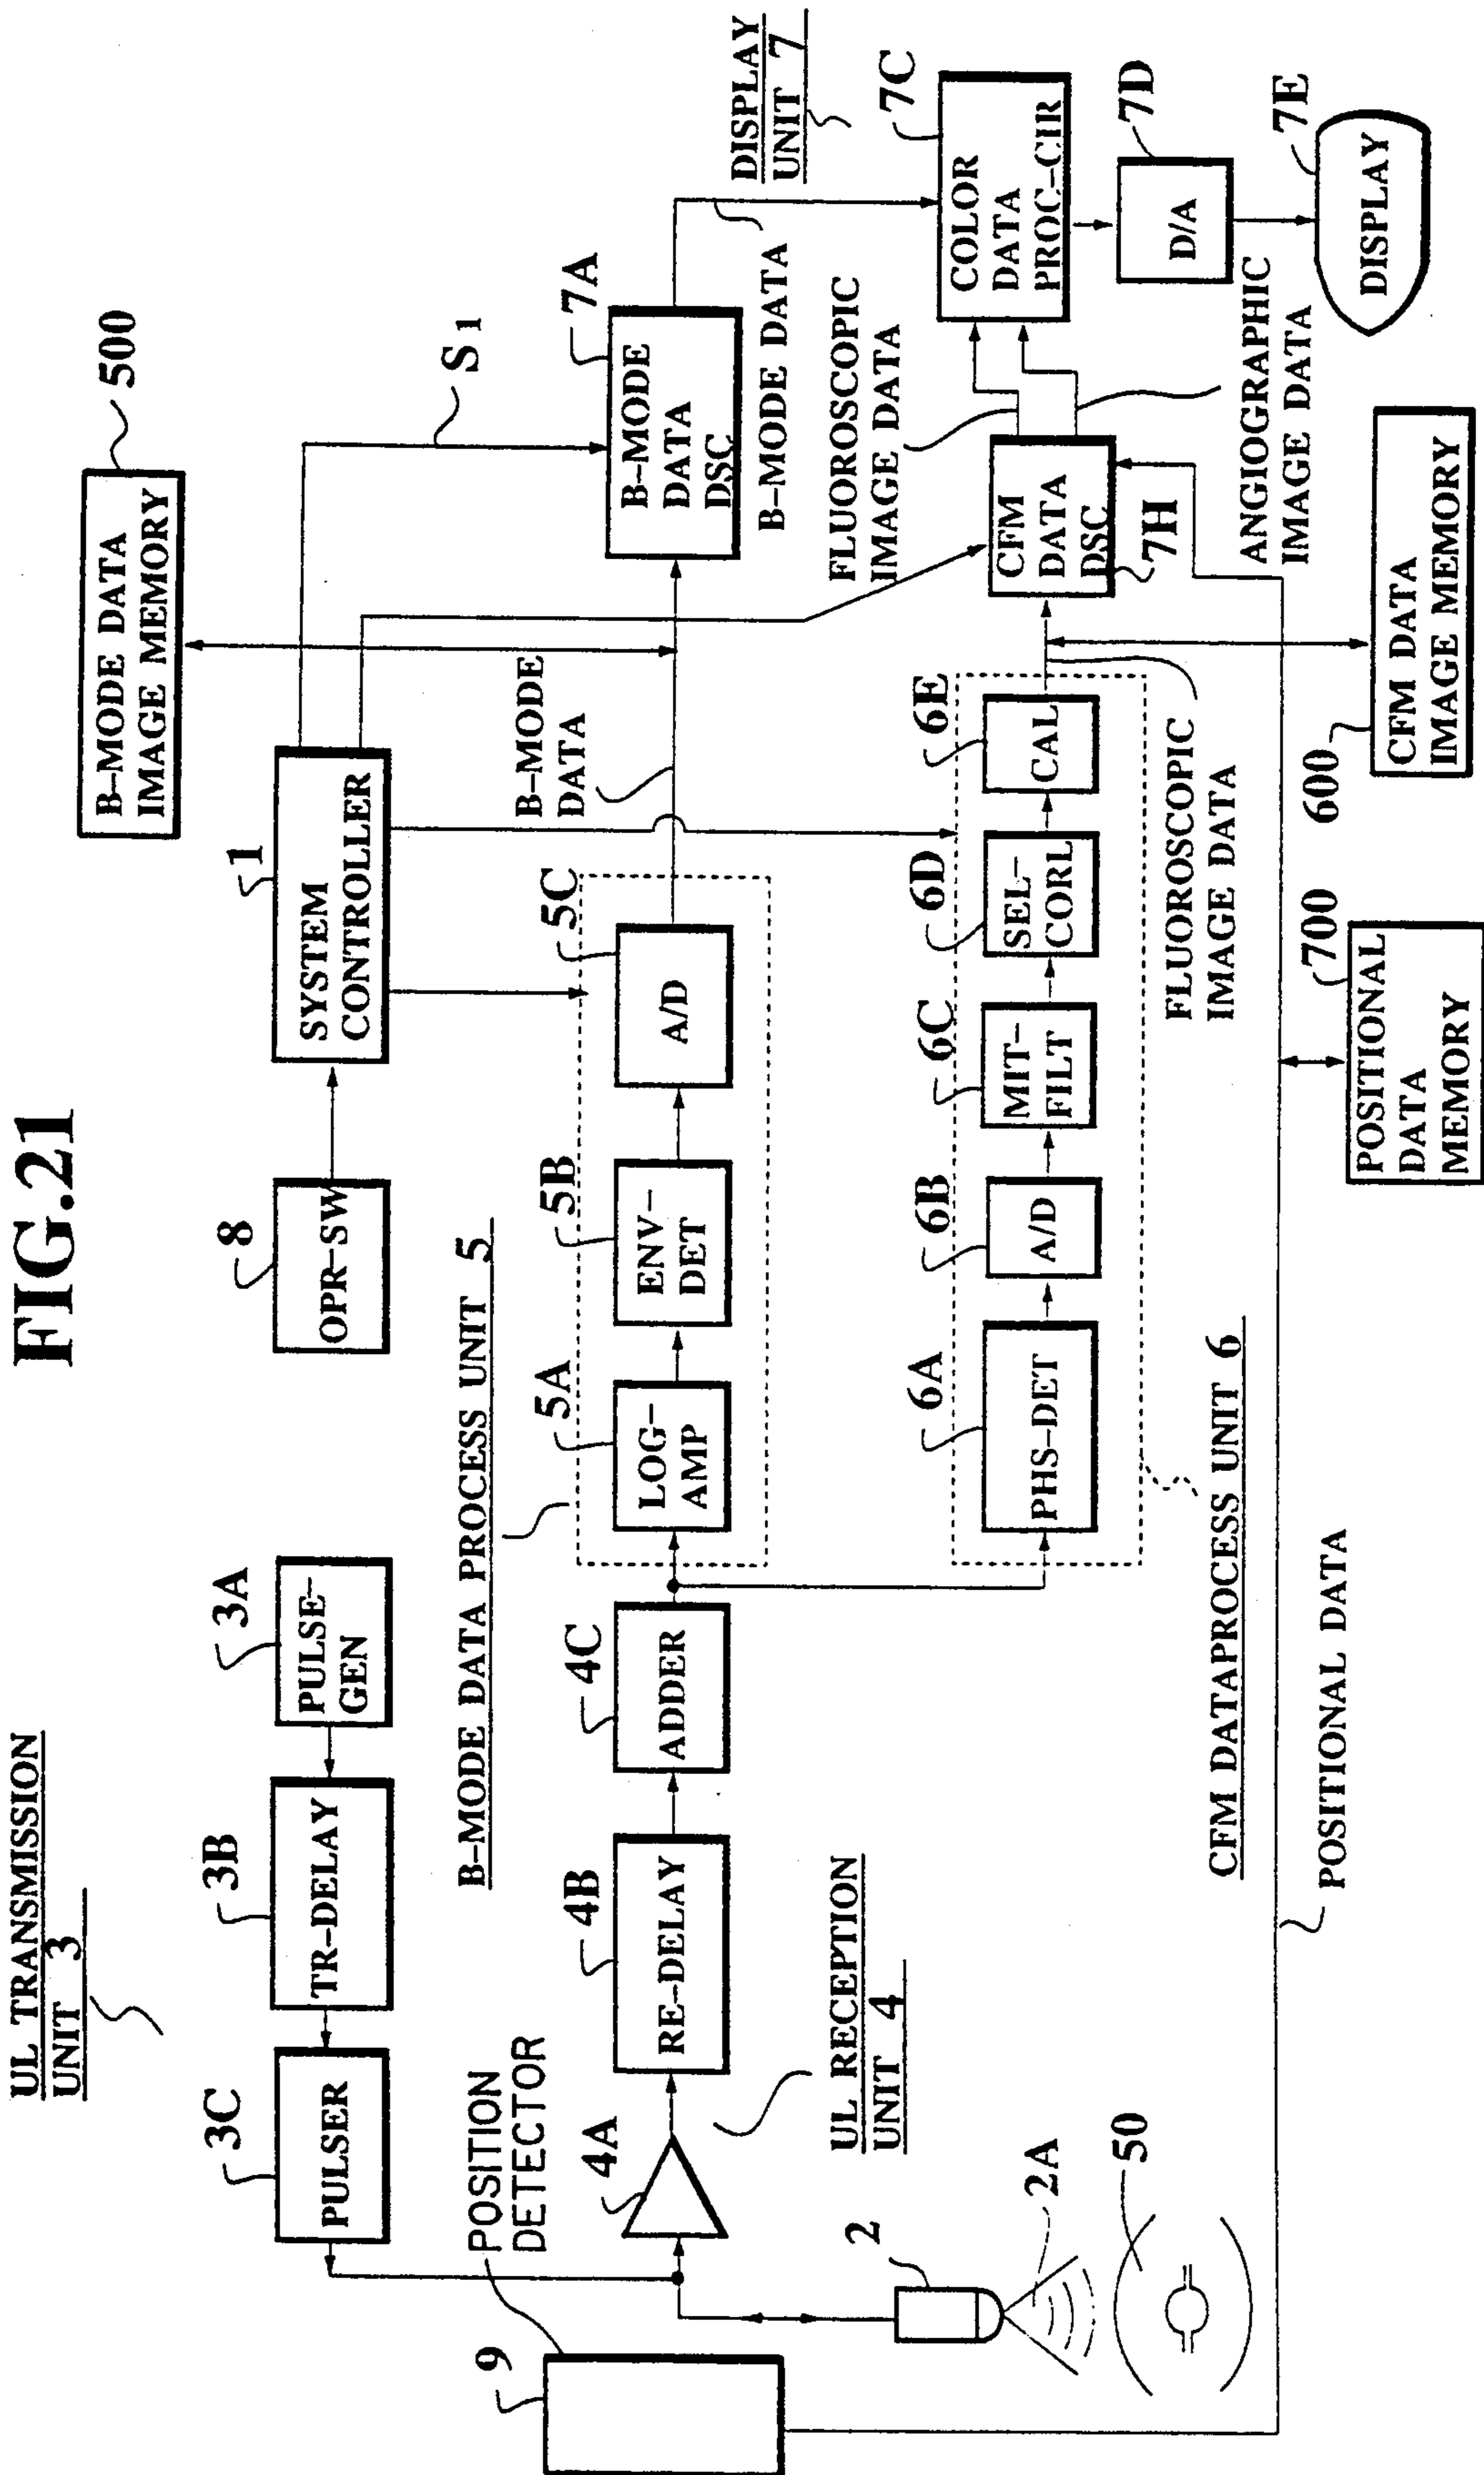 FIG.21
UL TRANSMISSION
UNIT 3
3C
PULSER
3B
TR-DELAY
3A
PULSE-
GEN
8
OPR-SW
1
SYSTEM
CONTROLLER
B-MODE DATA
IMAGE MEMORY
500
S1
9
POSITION
DETECTOR
4A
4B
RE-DELAY
4C
ADDER
UL RECEPTION
UNIT 4
B-MODE DATA PROCESS UNIT 5
5A
LOG-
AMP
5B
ENV-
DET
5C
A/D
B-MODE
DATA
7A
B-MODE
DATA
DSC
B-MODE DATA
DISPLAY
UNIT 7
2
2A
50
6A
PHS-DET
6B
A/D
6C
MIT-
FILT
6D
SEL-
CORL
6E
CAL
CFM DATAPROCESS UNIT 6
FLUOROSCOPIC
IMAGE DATA
CFM
DATA
DSC
7H
FLUOROSCOPIC
IMAGE DATA
ANGIOGRAPHIC
IMAGE DATA
7C
COLOR
DATA
PROC-CIR
7D
D/A
7E
DISPLAY
POSITIONAL DATA
700
POSITIONAL
DATA
MEMORY
600
CFM DATA
IMAGE MEMORY